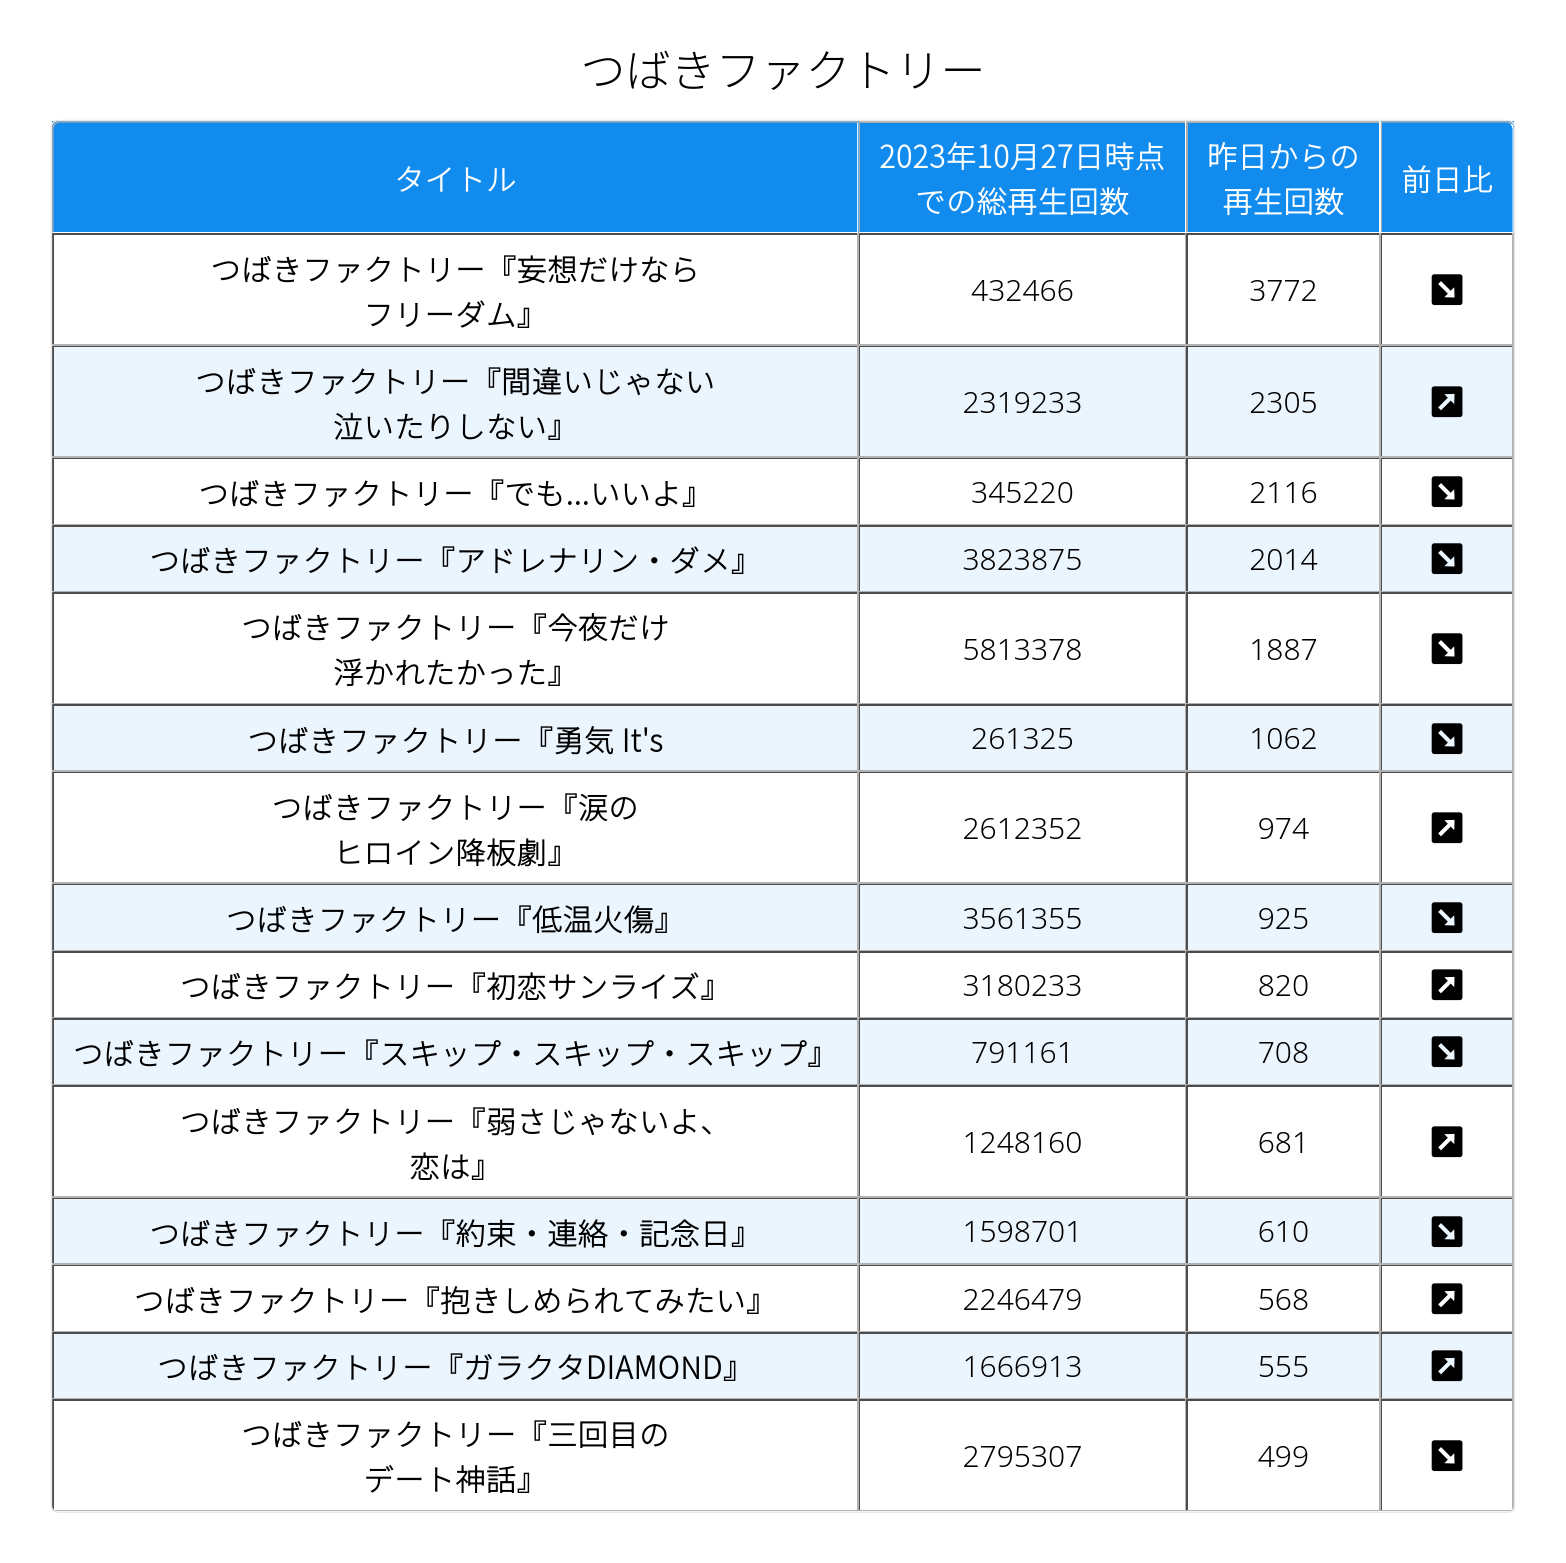 つばきファクトリー
タイトル
2023年10月27日時点
での総再生回数
昨日からの
再生回数
前日比
つばきファクトリー『妄想だけなら
フリーダム』
432466
3772
つばきファクトリー『間違いじゃない
泣いたりしない』
2319233
2305
つばきファクトリー『でも...いいよ』
345220
2116
つばきファクトリー『アドレナリン・ダメ』
3823875
2014
つばきファクトリー『今夜だけ
浮かれたかった』
5813378
1887
つばきファクトリー『勇気 It's
261325
1062
つばきファクトリー『涙の
ヒロイン降板劇』
2612352
974
つばきファクトリー『低温火傷』
3561355
925
つばきファクトリー『初恋サンライズ』
3180233
820
つばきファクトリー『スキップ・スキップ・スキップ』
791161
708
つばきファクトリー『弱さじゃないよ、
恋は』
1248160
681
つばきファクトリー『約束・連絡・記念日』
1598701
610
つばきファクトリー『抱きしめられてみたい』
2246479
568
つばきファクトリー『ガラクタDIAMOND』
1666913
555
つばきファクトリー『三回目の
デート神話』
2795307
499